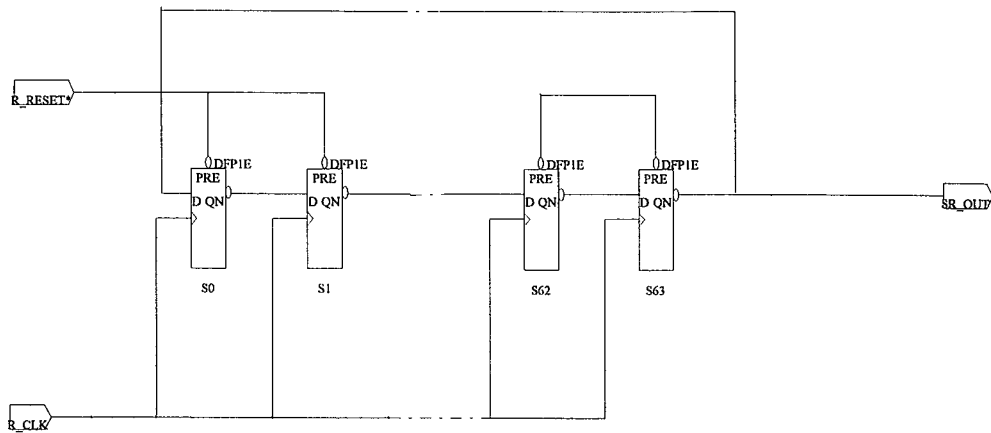 R_RESET*
DFP1E
DFP1E
DFP1E
DFP1E
PRE
PRE
PRE
PRE
D QN
D QN
D QN
D QN
SR_OUT
S0
S1
S62
S63
R_CLK